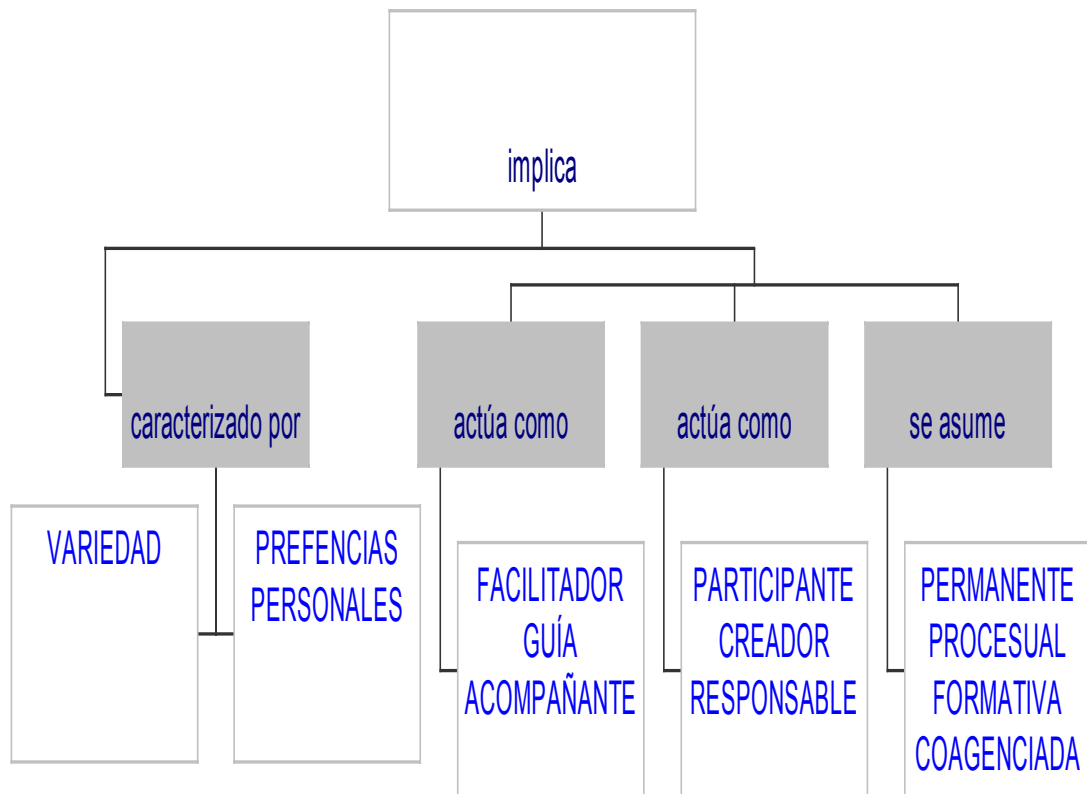 implica
caracterizado por
actúa como
actúa como
se asume
VARIEDAD
PREFENCIAS
PERSONALES
FACILITADOR
GUÍA
ACOMPAÑANTE
PARTICIPANTE
CREADOR
RESPONSABLE
PERMANENTE
PROCESUAL
FORMATIVA
COAGENCIADA